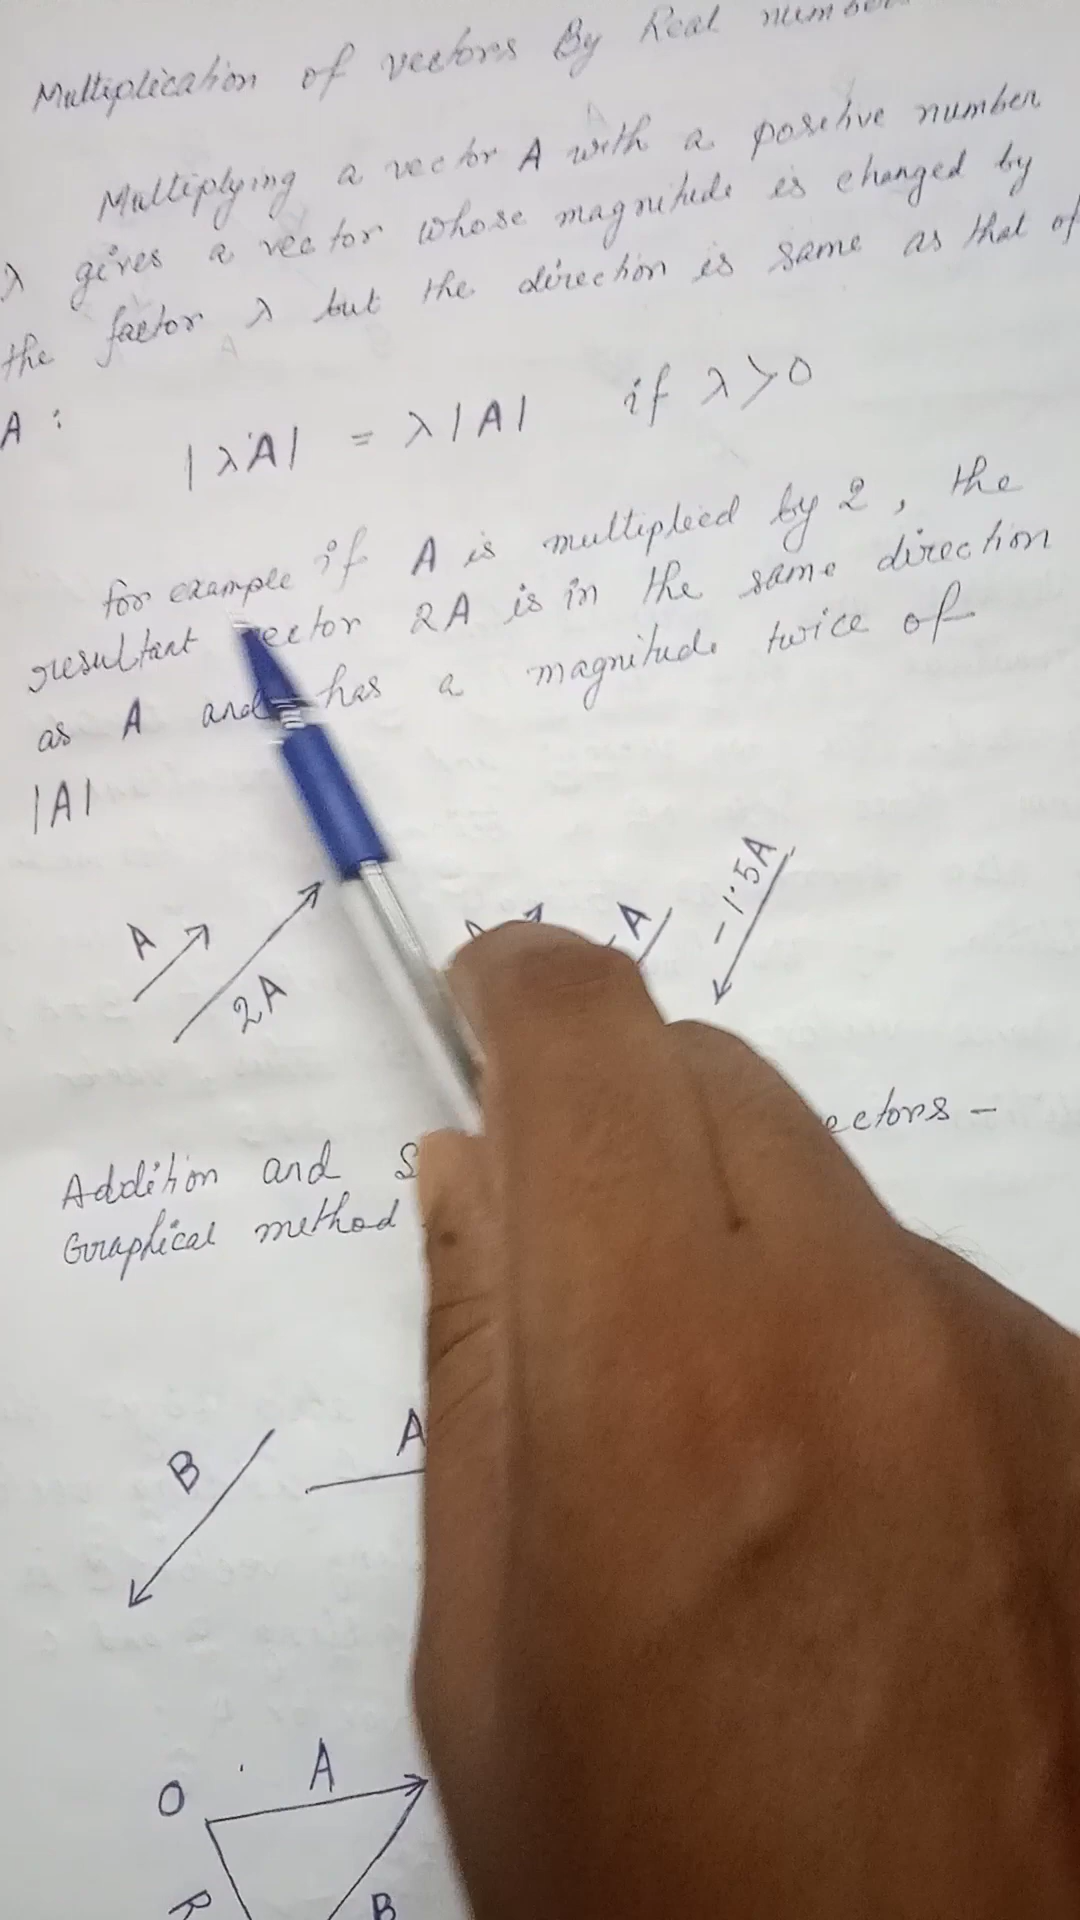 Multiplication of vectors By Real number
Multiplying a vector A with a positive number
λ gives a vector whose magnitude is changed by
the factor λ but the direction is same as that of
A :
|λA| = λ|A| if λ>0
for example if A is multiplied by 2, the
resultant vector 2A is in the same direction
as A and has a magnitude twice of
|A|
A
2A
-A
-1.5A
Addition and
Graphical method
B
A
O
A
R
B